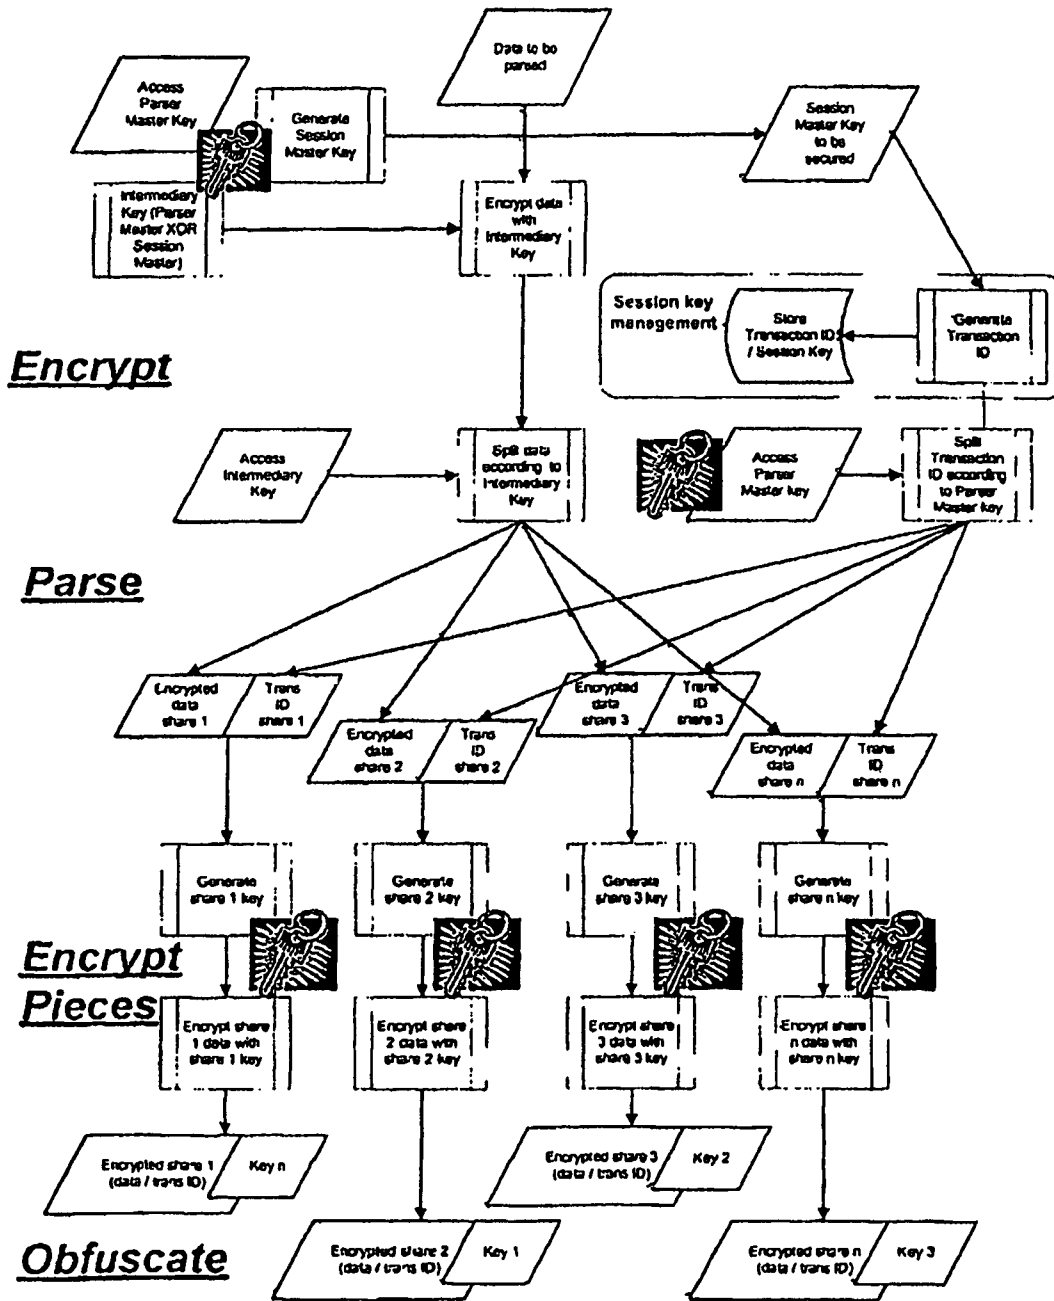 Data to be
parsed
Access
Parser
Master Key
Generate
Session
Master Key
Session
Master Key
to be
secured
Intermediary
Key (Parser
Master XOR
Session
Master)
Encrypt data
with
Intermediary
Key
Session key
management
Store
Transaction ID
/ Session Key
Generate
Transaction
ID
Encrypt
Access
Intermediary
Key
Split data
according to
Intermediary
Key
Access
Parser
Master key
Split
Transaction
ID according
to Parser
Master key
Parse
Encrypted
data
share 1
Trans
ID
share 1
Encrypted
data
share 2
Trans
ID
share 2
Encrypted
data
share 3
Trans
ID
share 3
Encrypted
data
share n
Trans
ID
share n
Generate
share 1 key
Generate
share 2 key
Generate
share 3 key
Generate
share n key
Encrypt
Pieces
Encrypt share
1 data with
share 1 key
Encrypt share
2 data with
share 2 key
Encrypt share
3 data with
share 3 key
Encrypt share
n data with
share n key
Encrypted share 1
(data / trans ID)
Key n
Encrypted share 3
(data / trans ID)
Key 2
Obfuscate
Encrypted share 2
(data / trans ID)
Key 1
Encrypted share n
(data / trans ID)
Key 3